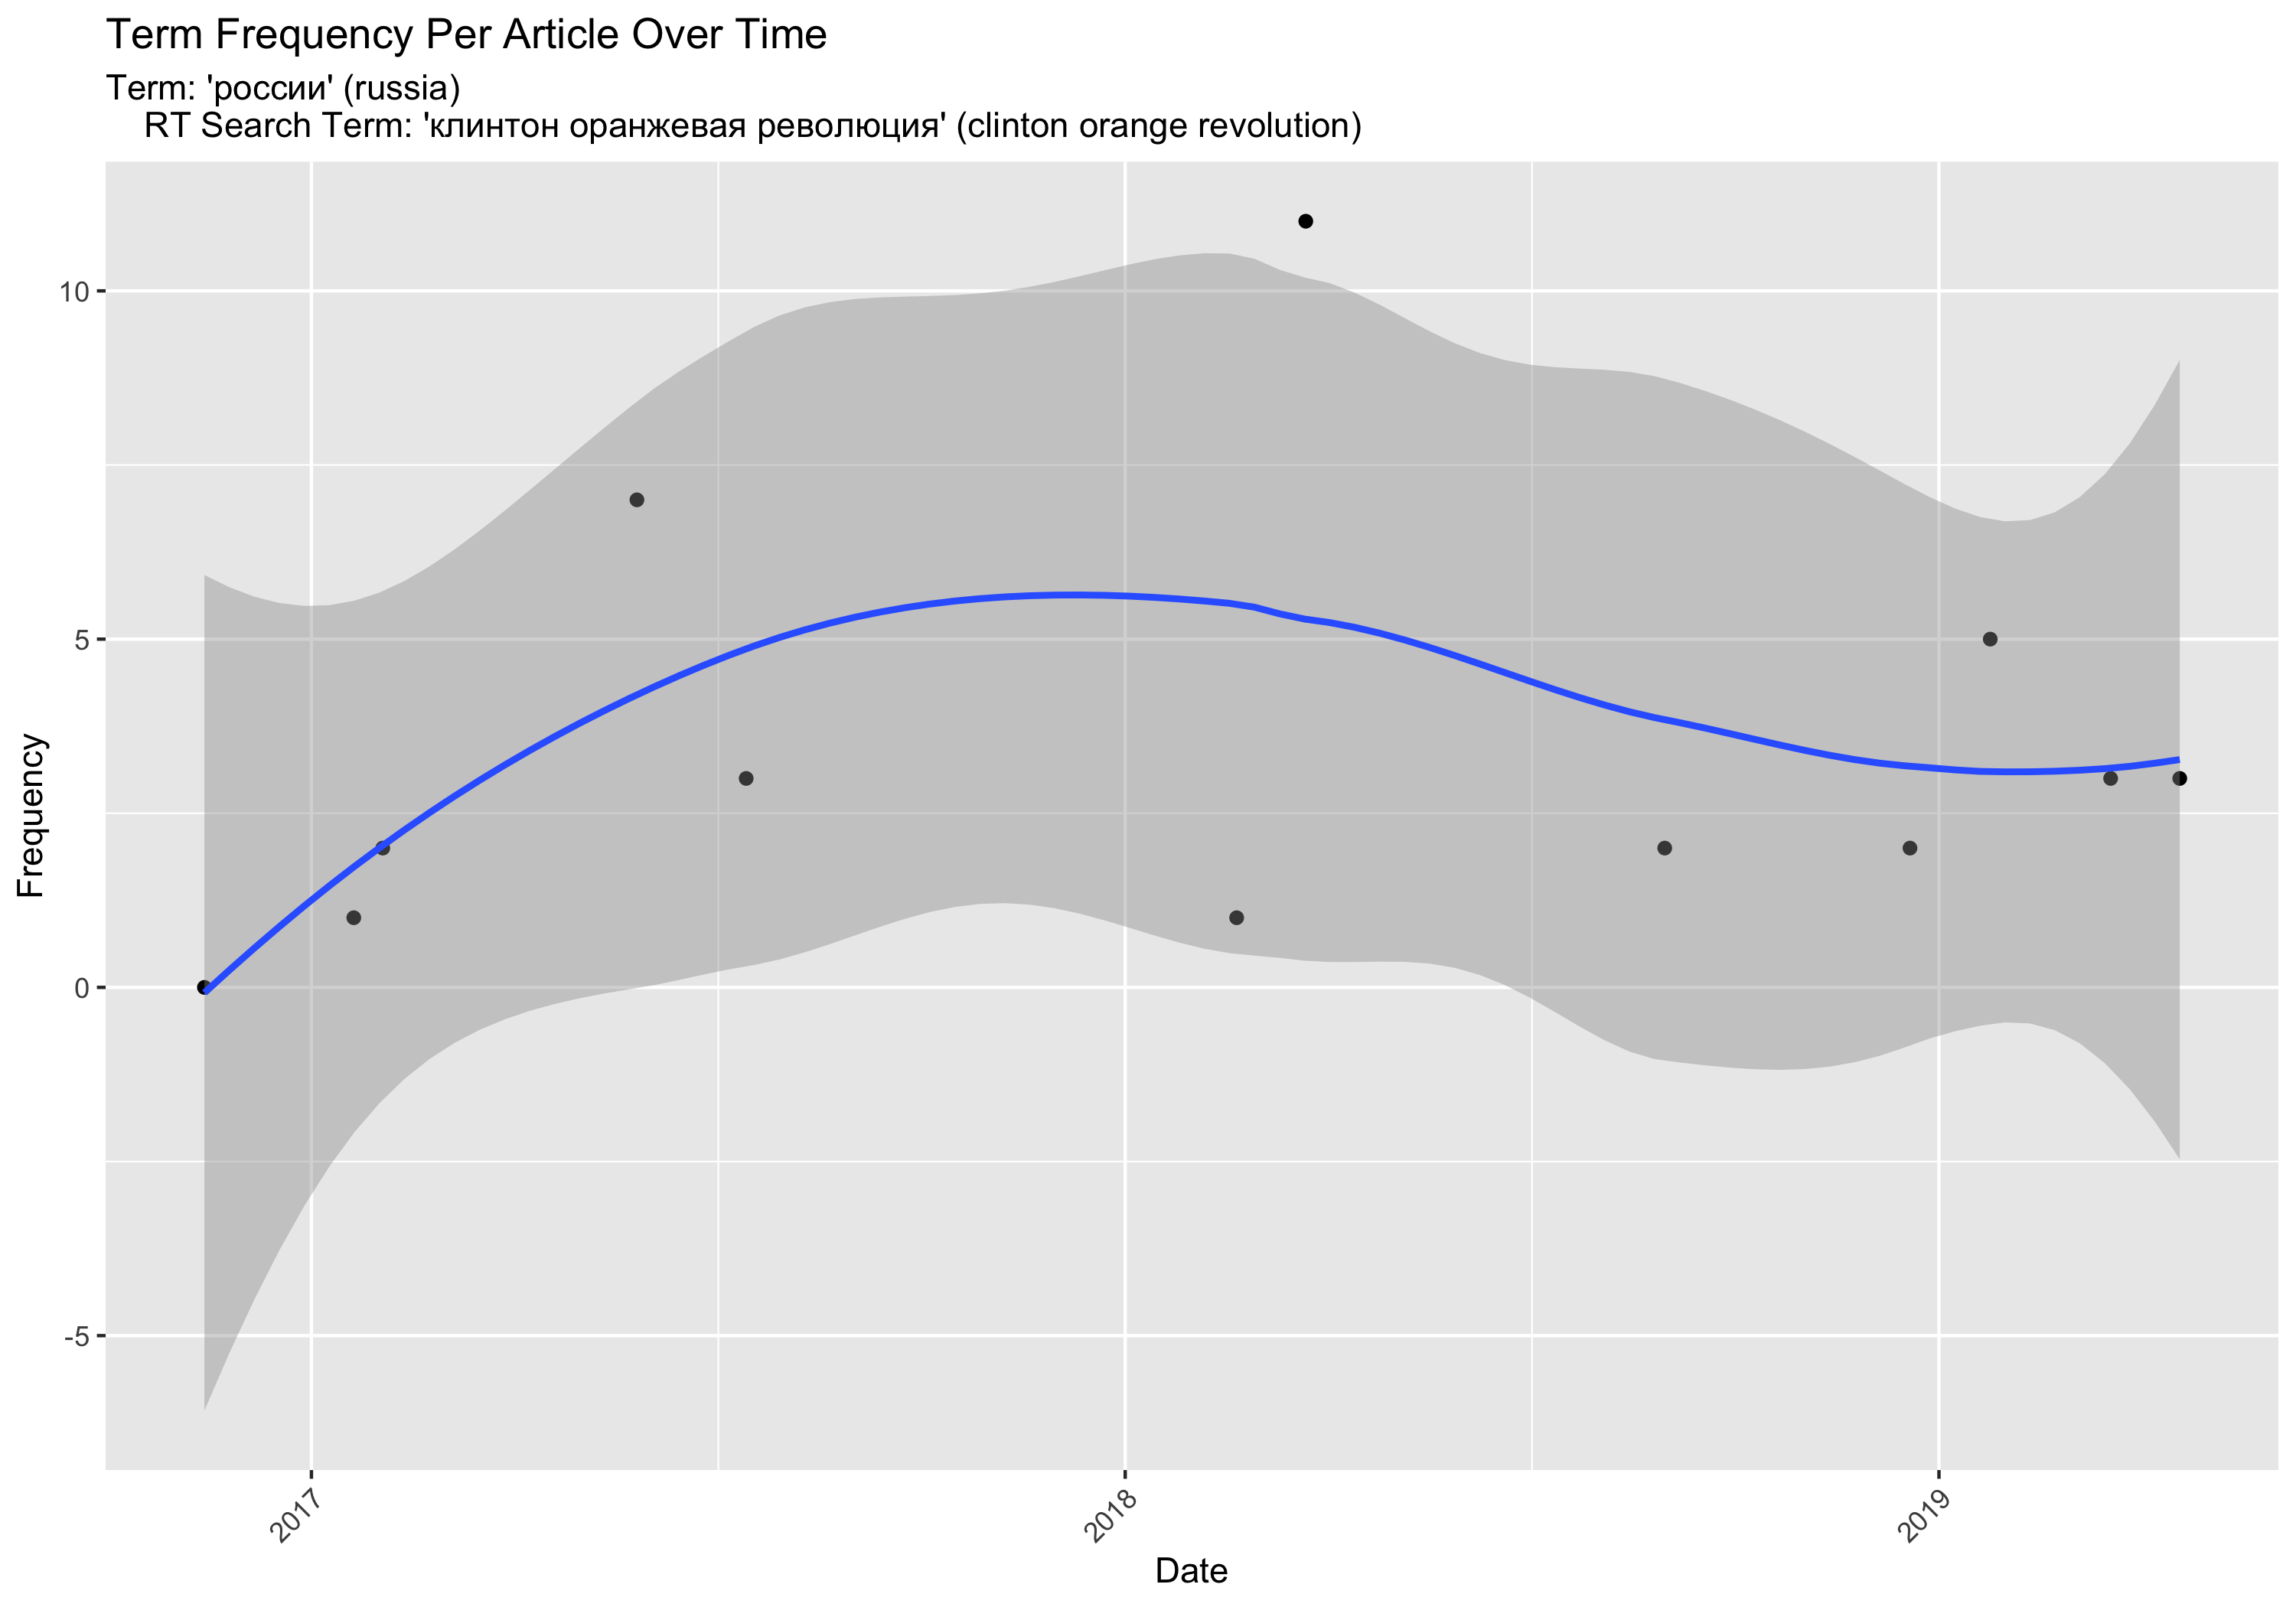 Term Frequency Per Article Over Time
Term: 'россии' (russia)
RT Search Term: 'клинтон оранжевая революция' (clinton orange revolution)
10
5
0
-5
Frequency
2017
2018
2019
Date